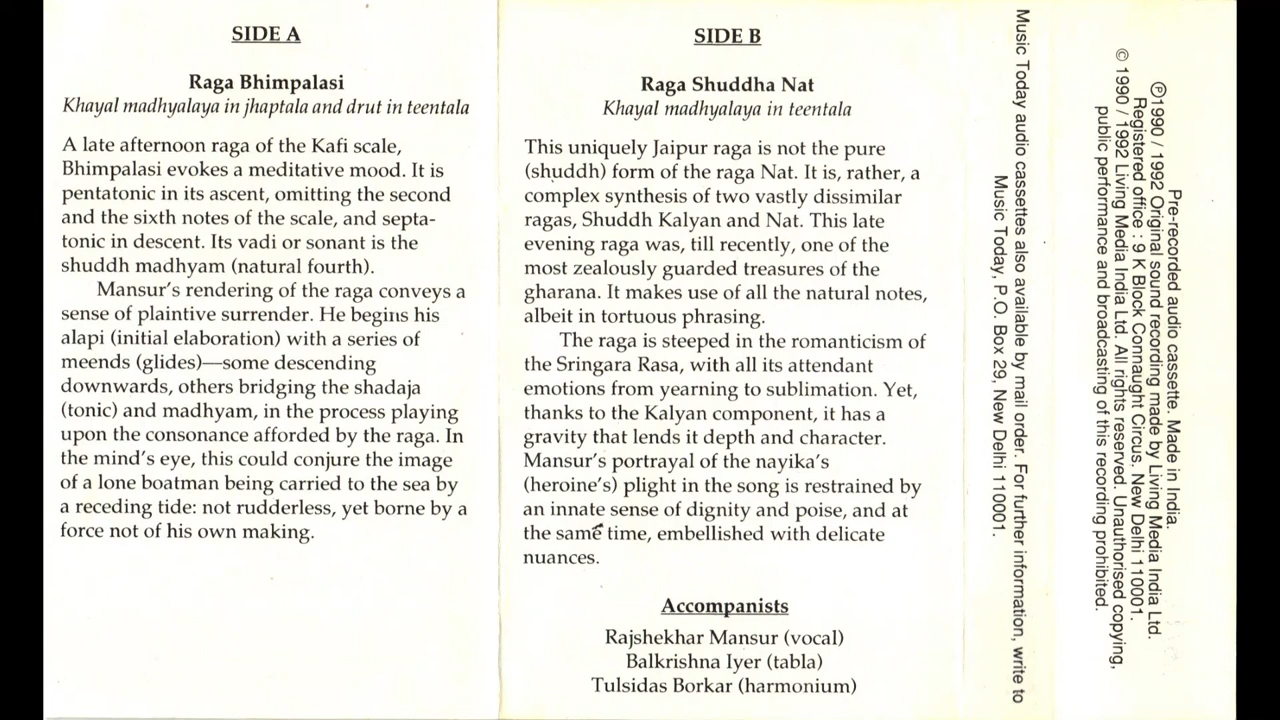 SIDE A
Raga Bhimpalasi
Khayal madhyalaya in jhaptala and drut in teentala
A late afternoon raga of the Kafi scale,
Bhimpalasi evokes a meditative mood. It is
pentatonic in its ascent, omitting the second
and the sixth notes of the scale, and septa-
tonic in descent. Its vadi or sonant is the
shuddh madhyam (natural fourth).
Mansur's rendering of the raga conveys a
sense of plaintive surrender. He begins his
alapi (initial elaboration) with a series of
meends (glides)—some descending
downwards, others bridging the shadaja
(tonic) and madhyam, in the process playing
upon the consonance afforded by the raga. In
the mind's eye, this could conjure the image
of a lone boatman being carried to the sea by
a receding tide: not rudderless, yet borne by a
force not of his own making.
SIDE B
Raga Shuddha Nat
Khayal madhyalaya in teentala
This uniquely Jaipur raga is not the pure
(shuddh) form of the raga Nat. It is, rather, a
complex synthesis of two vastly dissimilar
ragas, Shuddh Kalyan and Nat. This late
evening raga was, till recently, one of the
most zealously guarded treasures of the
gharana. It makes use of all the natural notes,
albeit in tortuous phrasing.
The raga is steeped in the romanticism of
the Sringara Rasa, with all its attendant
emotions from yearning to sublimation. Yet,
thanks to the Kalyan component, it has a
gravity that lends it depth and character.
Mansur's portrayal of the nayika's
(heroine's) plight in the song is restrained by
an innate sense of dignity and poise, and at
the same time, embellished with delicate
nuances.
Accompanists
Rajshekhar Mansur (vocal)
Balkrishna Iyer (tabla)
Tulsidas Borkar (harmonium)
Music Today audio cassettes also available by mail order. For further information, write to
Music Today, P.O. Box 29, New Delhi 110001.
Pre-recorded audio cassette. Made in India.
℗1990 / 1992 Original sound recording made by Living Media India Ltd.
Registered office : 9 K Block Connaught Circus. New Delhi 110001.
© 1990 / 1992 Living Media India Ltd. All rights reserved. Unauthorised copying,
public performance and broadcasting of this recording prohibited.